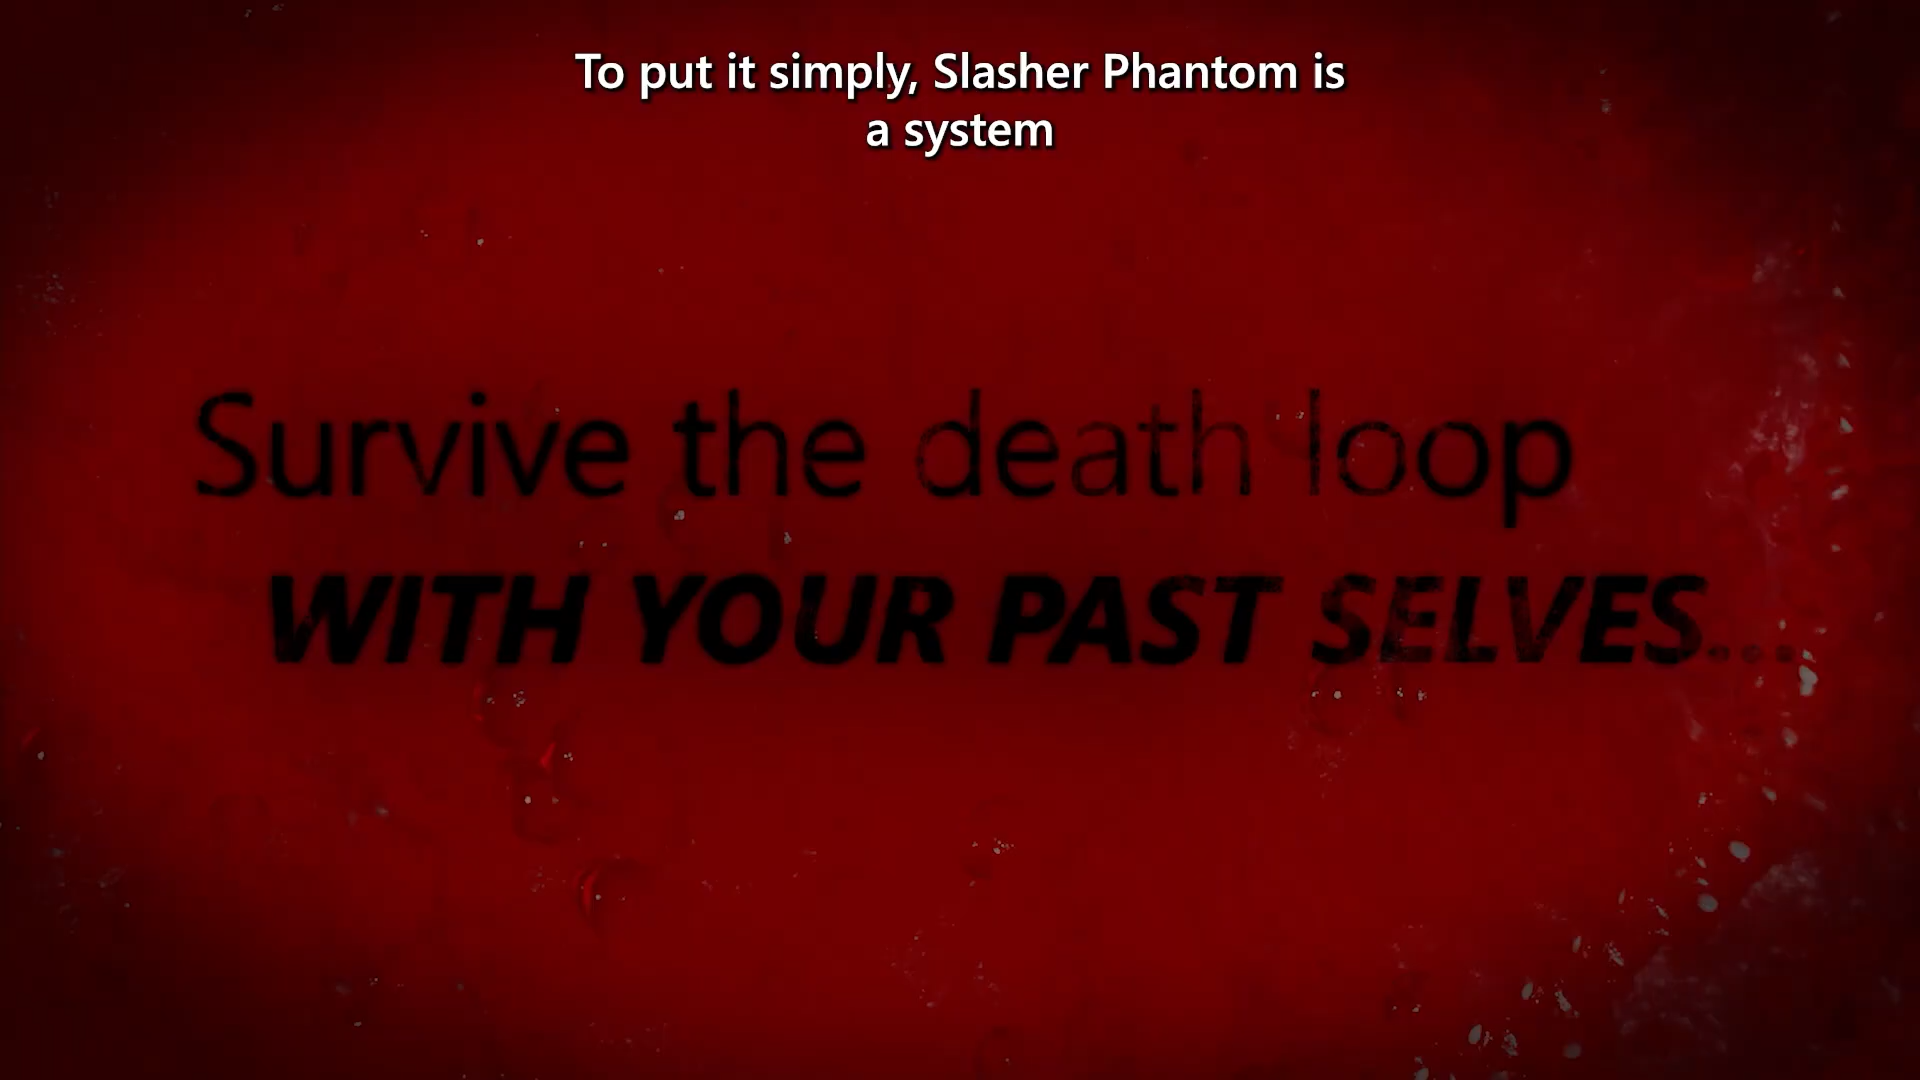 To put it simply, Slasher Phantom is
a system
Survive the death loop
WITH YOUR PAST SELVES...